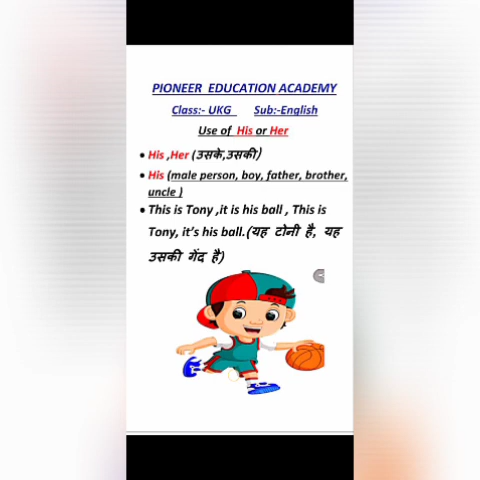 PIONEER EDUCATION ACADEMY
Class:- UKG Sub:-English
Use of His or Her
• His ,Her (उसके,उसकी)
• His (male person, boy, father, brother,
uncle )
• This is Tony ,it is his ball , This is
Tony, it's his ball.(यह टोनी है, यह
उसकी गेंद है)